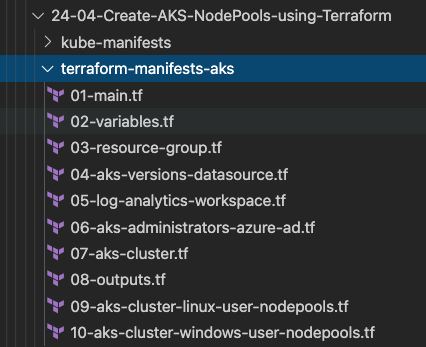 24-04-Create-AKS-NodePools-using-Terraform
kube-manifests
terraform-manifests-aks
01-main.tf
02-variables.tf
03-resource-group.tf
04-aks-versions-datasource.tf
05-log-analytics-workspace.tf
06-aks-administrators-azure-ad.tf
07-aks-cluster.tf
08-outputs.tf
09-aks-cluster-linux-user-nodepools.tf
10-aks-cluster-windows-user-nodepools.tf